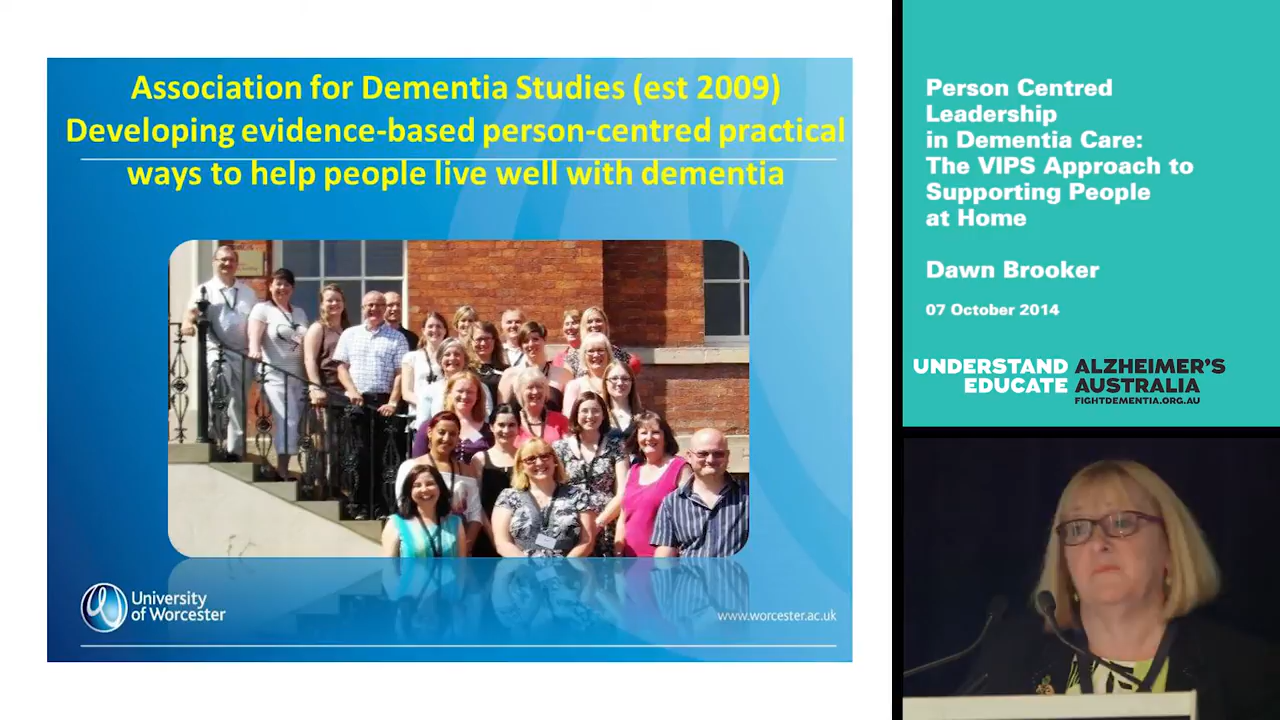 Association for Dementia Studies (est 2009)
Developing evidence-based person-centred practical
ways to help people live well with dementia
University
of Worcester
www.worcester.ac.uk
Person Centred
Leadership
in Dementia Care:
The VIPS Approach to
Supporting People
at Home
Dawn Brooker
07 October 2014
UNDERSTAND
EDUCATE
ALZHEIMER'S
AUSTRALIA
FIGHTDEMENTIA.ORG.AU